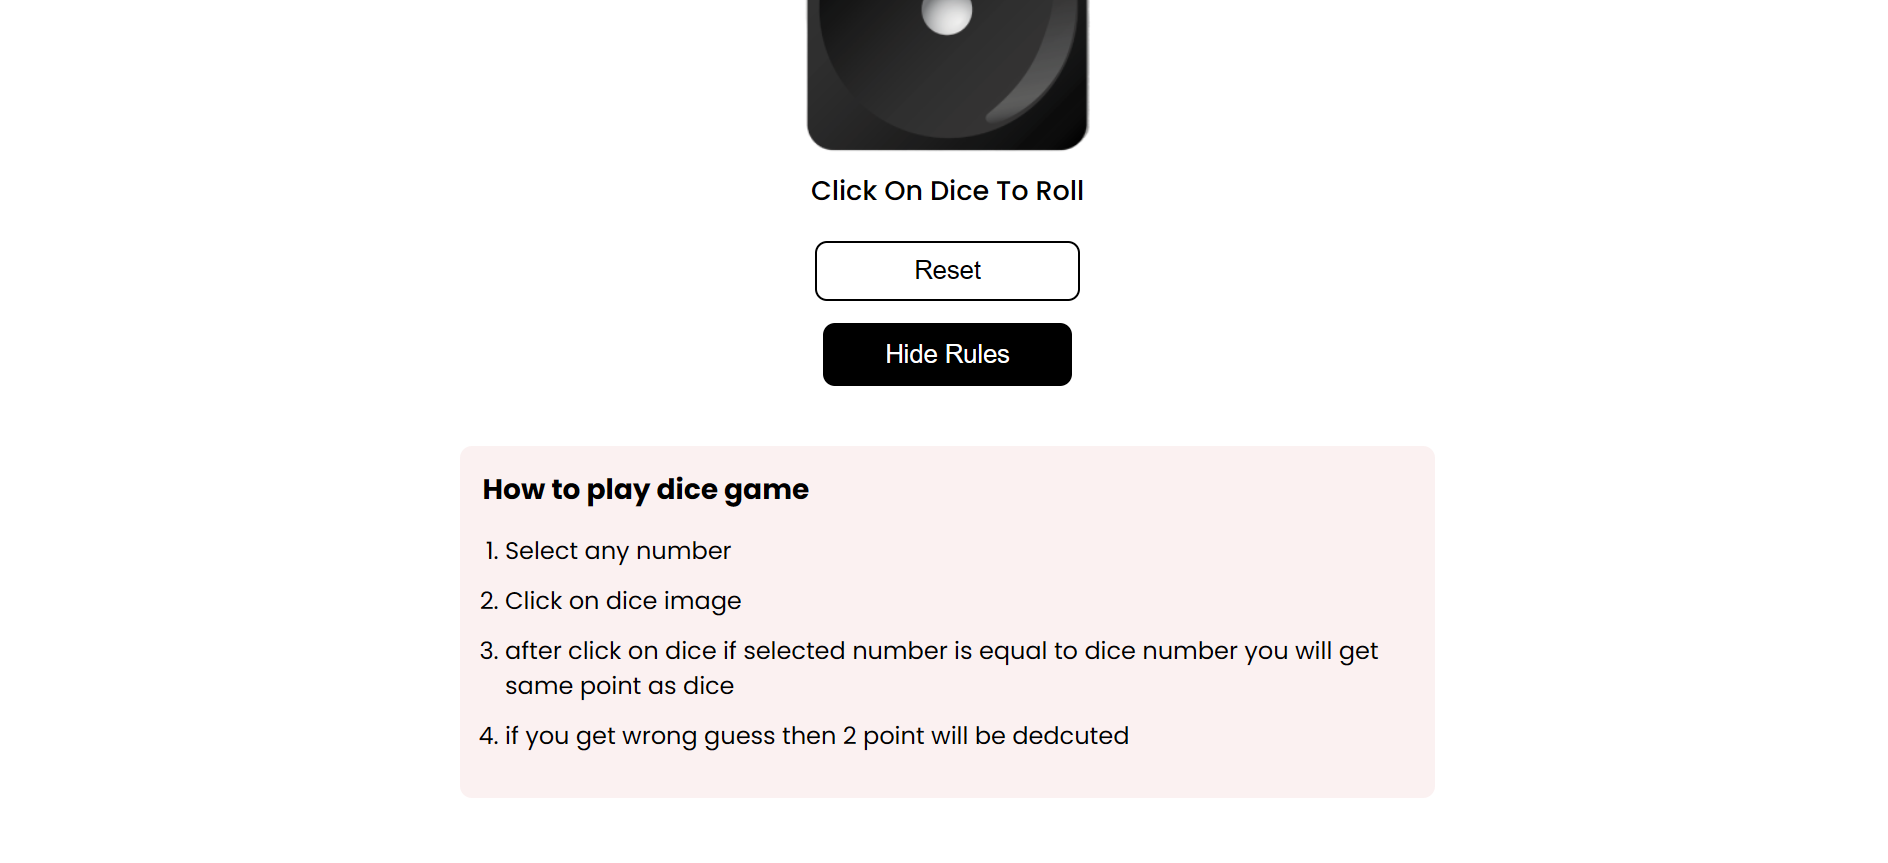 Click On Dice To Roll
Reset
Hide Rules
How to play dice game
1. Select any number
2. Click on dice image
3. after click on dice if selected number is equal to dice number you will get
same point as dice
4. if you get wrong guess then 2 point will be dedcuted